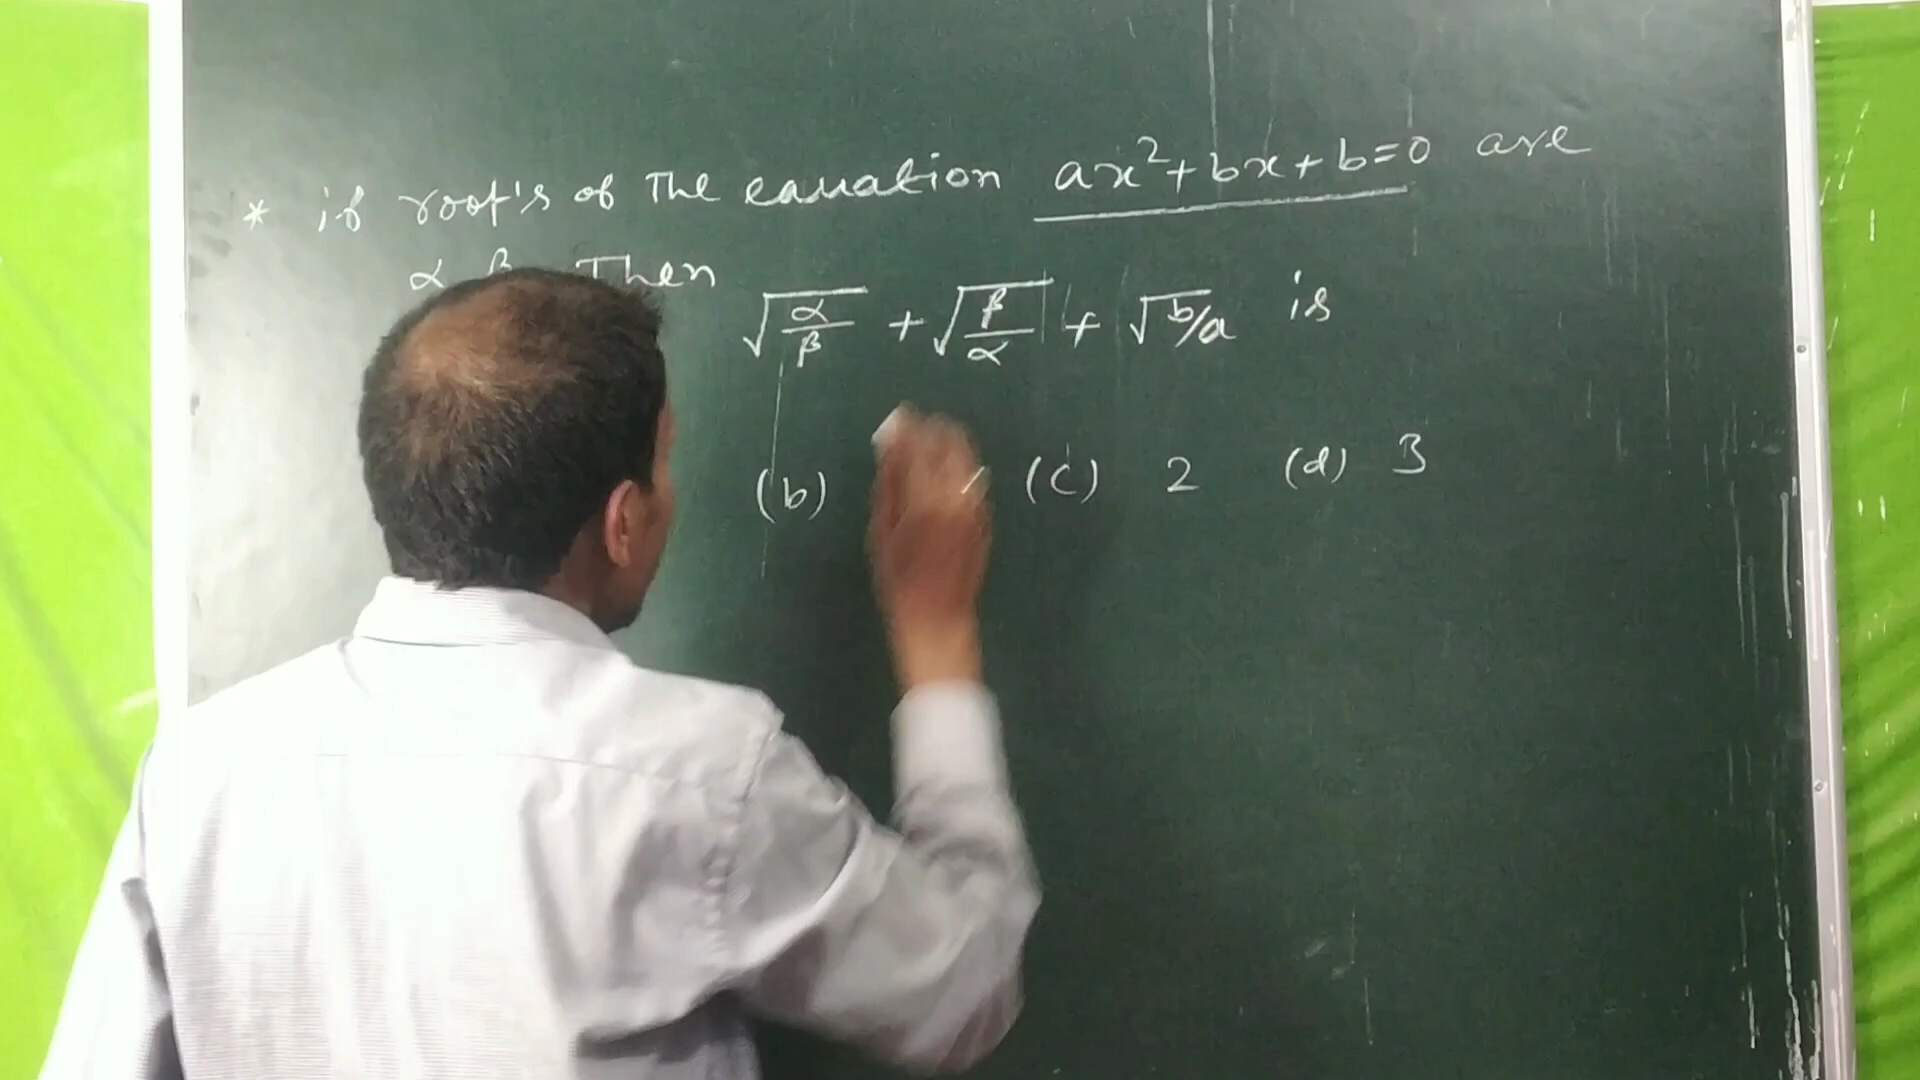 * if root's of The eauation ax²+bx+b=0 are
α β Then √(α/β) + √(β/α) + √b/a is
(b) (c) 2 (d) 3